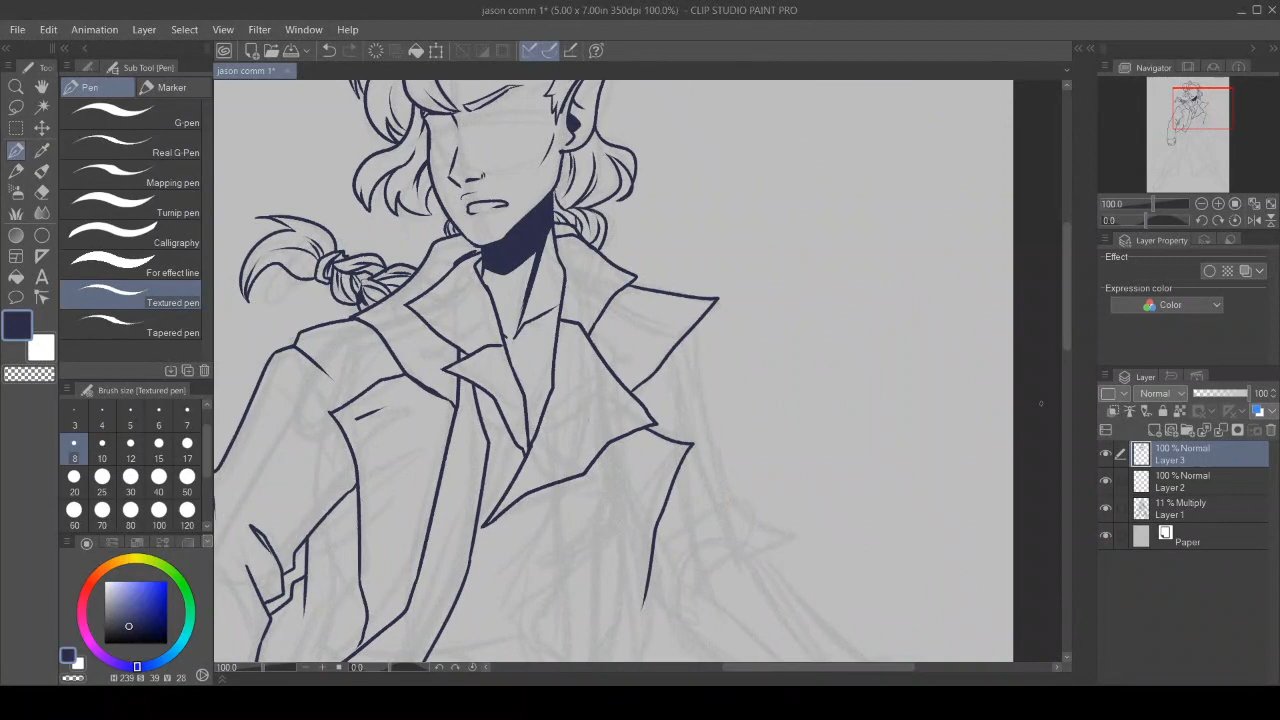 jason comm 1* (5.00 x 7.00in 350dpi 100.0%) – CLIP STUDIO PAINT PRO
File Edit Animation Layer Select View Filter Window Help
jason comm 1*
Too
Sub Tool [Pen]
Pen Marker
G-pen
Real G-Pen
Mapping pen
Turnip pen
Calligraphy
For effect line
Textured pen
Tapered pen
Brush size [Textured pen]
3 4 5 6 7
8 10 12 15 17
20 25 30 40 50
60 70 80 100 120
H 239 S 39 V 28
100.0 0.0
Navigator
100.0
0.0
Layer Property
Effect
Expression color
Color
Layer
Normal 100
100 % Normal
Layer 3
100 % Normal
Layer 2
11 % Multiply
Layer 1
Paper